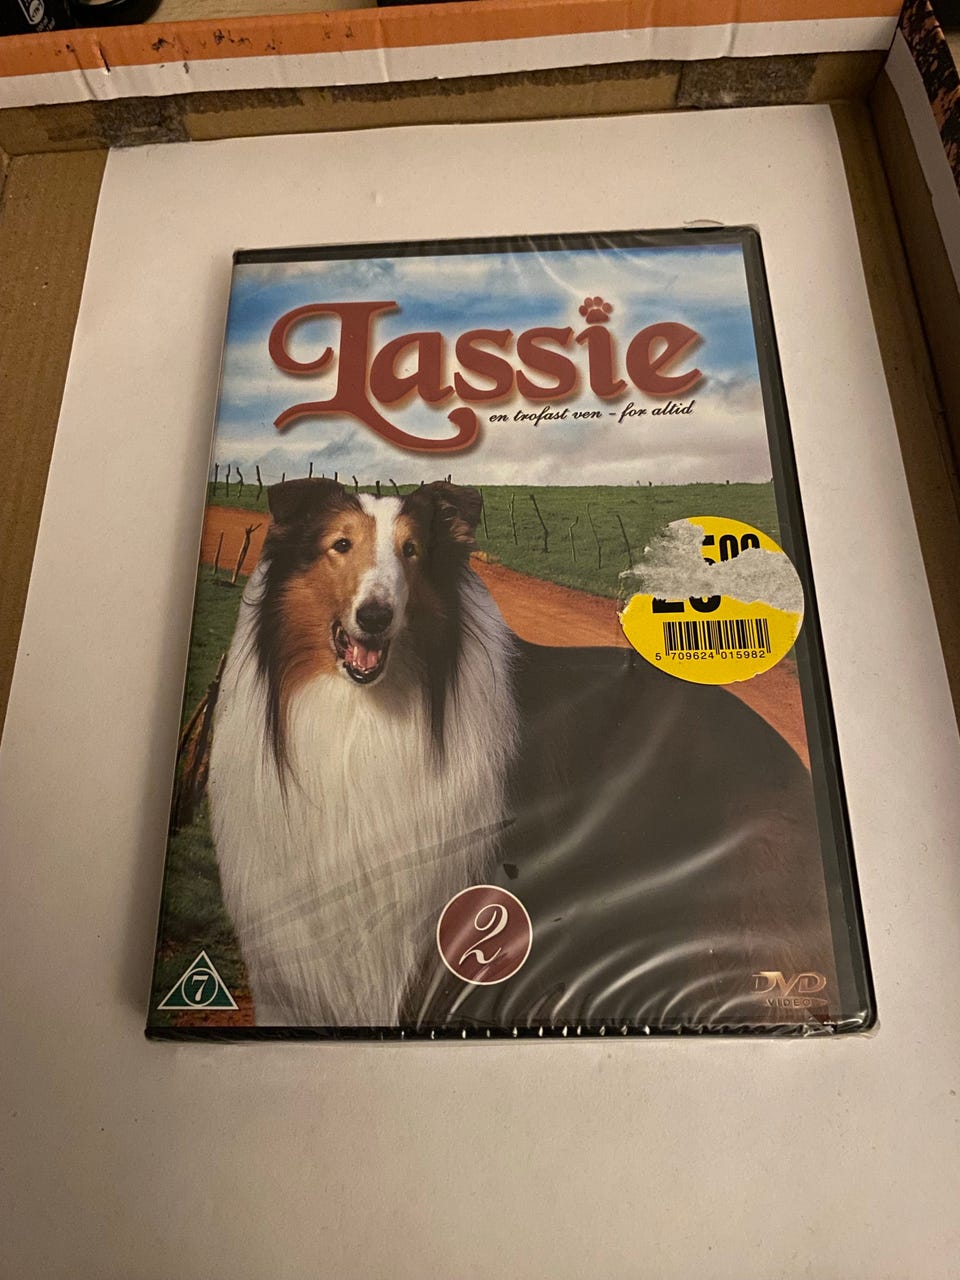 Lassie
en trofast ven - for altid
5 709624 015982
2
7
DVD
VIDEO